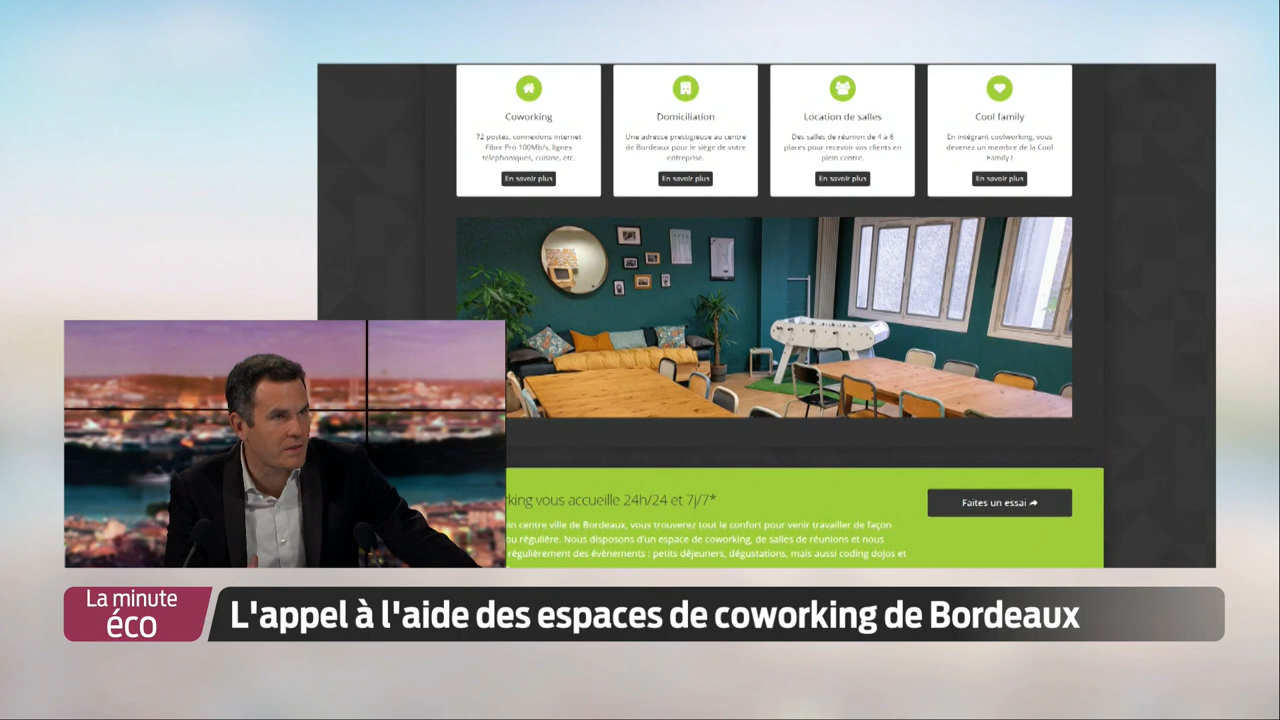 Coworking
72 postes, connexions internet
Fibre Pro 100Mb/s, lignes
téléphoniques, cuisine, etc.
En savoir plus
Domiciliation
Une adresse prestigieuse au centre
de Bordeaux pour le siège de votre
entreprise.
En savoir plus
Location de salles
Des salles de réunion de 4 à 6
places pour recevoir vos clients en
plein centre.
En savoir plus
Cool family
En intégrant coolworking, vous
devenez un membre de la Cool
Family !
En savoir plus
king vous accueille 24h/24 et 7j/7*
Faites un essai
in centre ville de Bordeaux, vous trouverez tout le confort pour venir travailler de façon
ou régulière. Nous disposons d'un espace de coworking, de salles de réunions et nous
régulièrement des évènements : petits déjeuners, dégustations, mais aussi coding dojos et
La minute
éco
L'appel à l'aide des espaces de coworking de Bordeaux